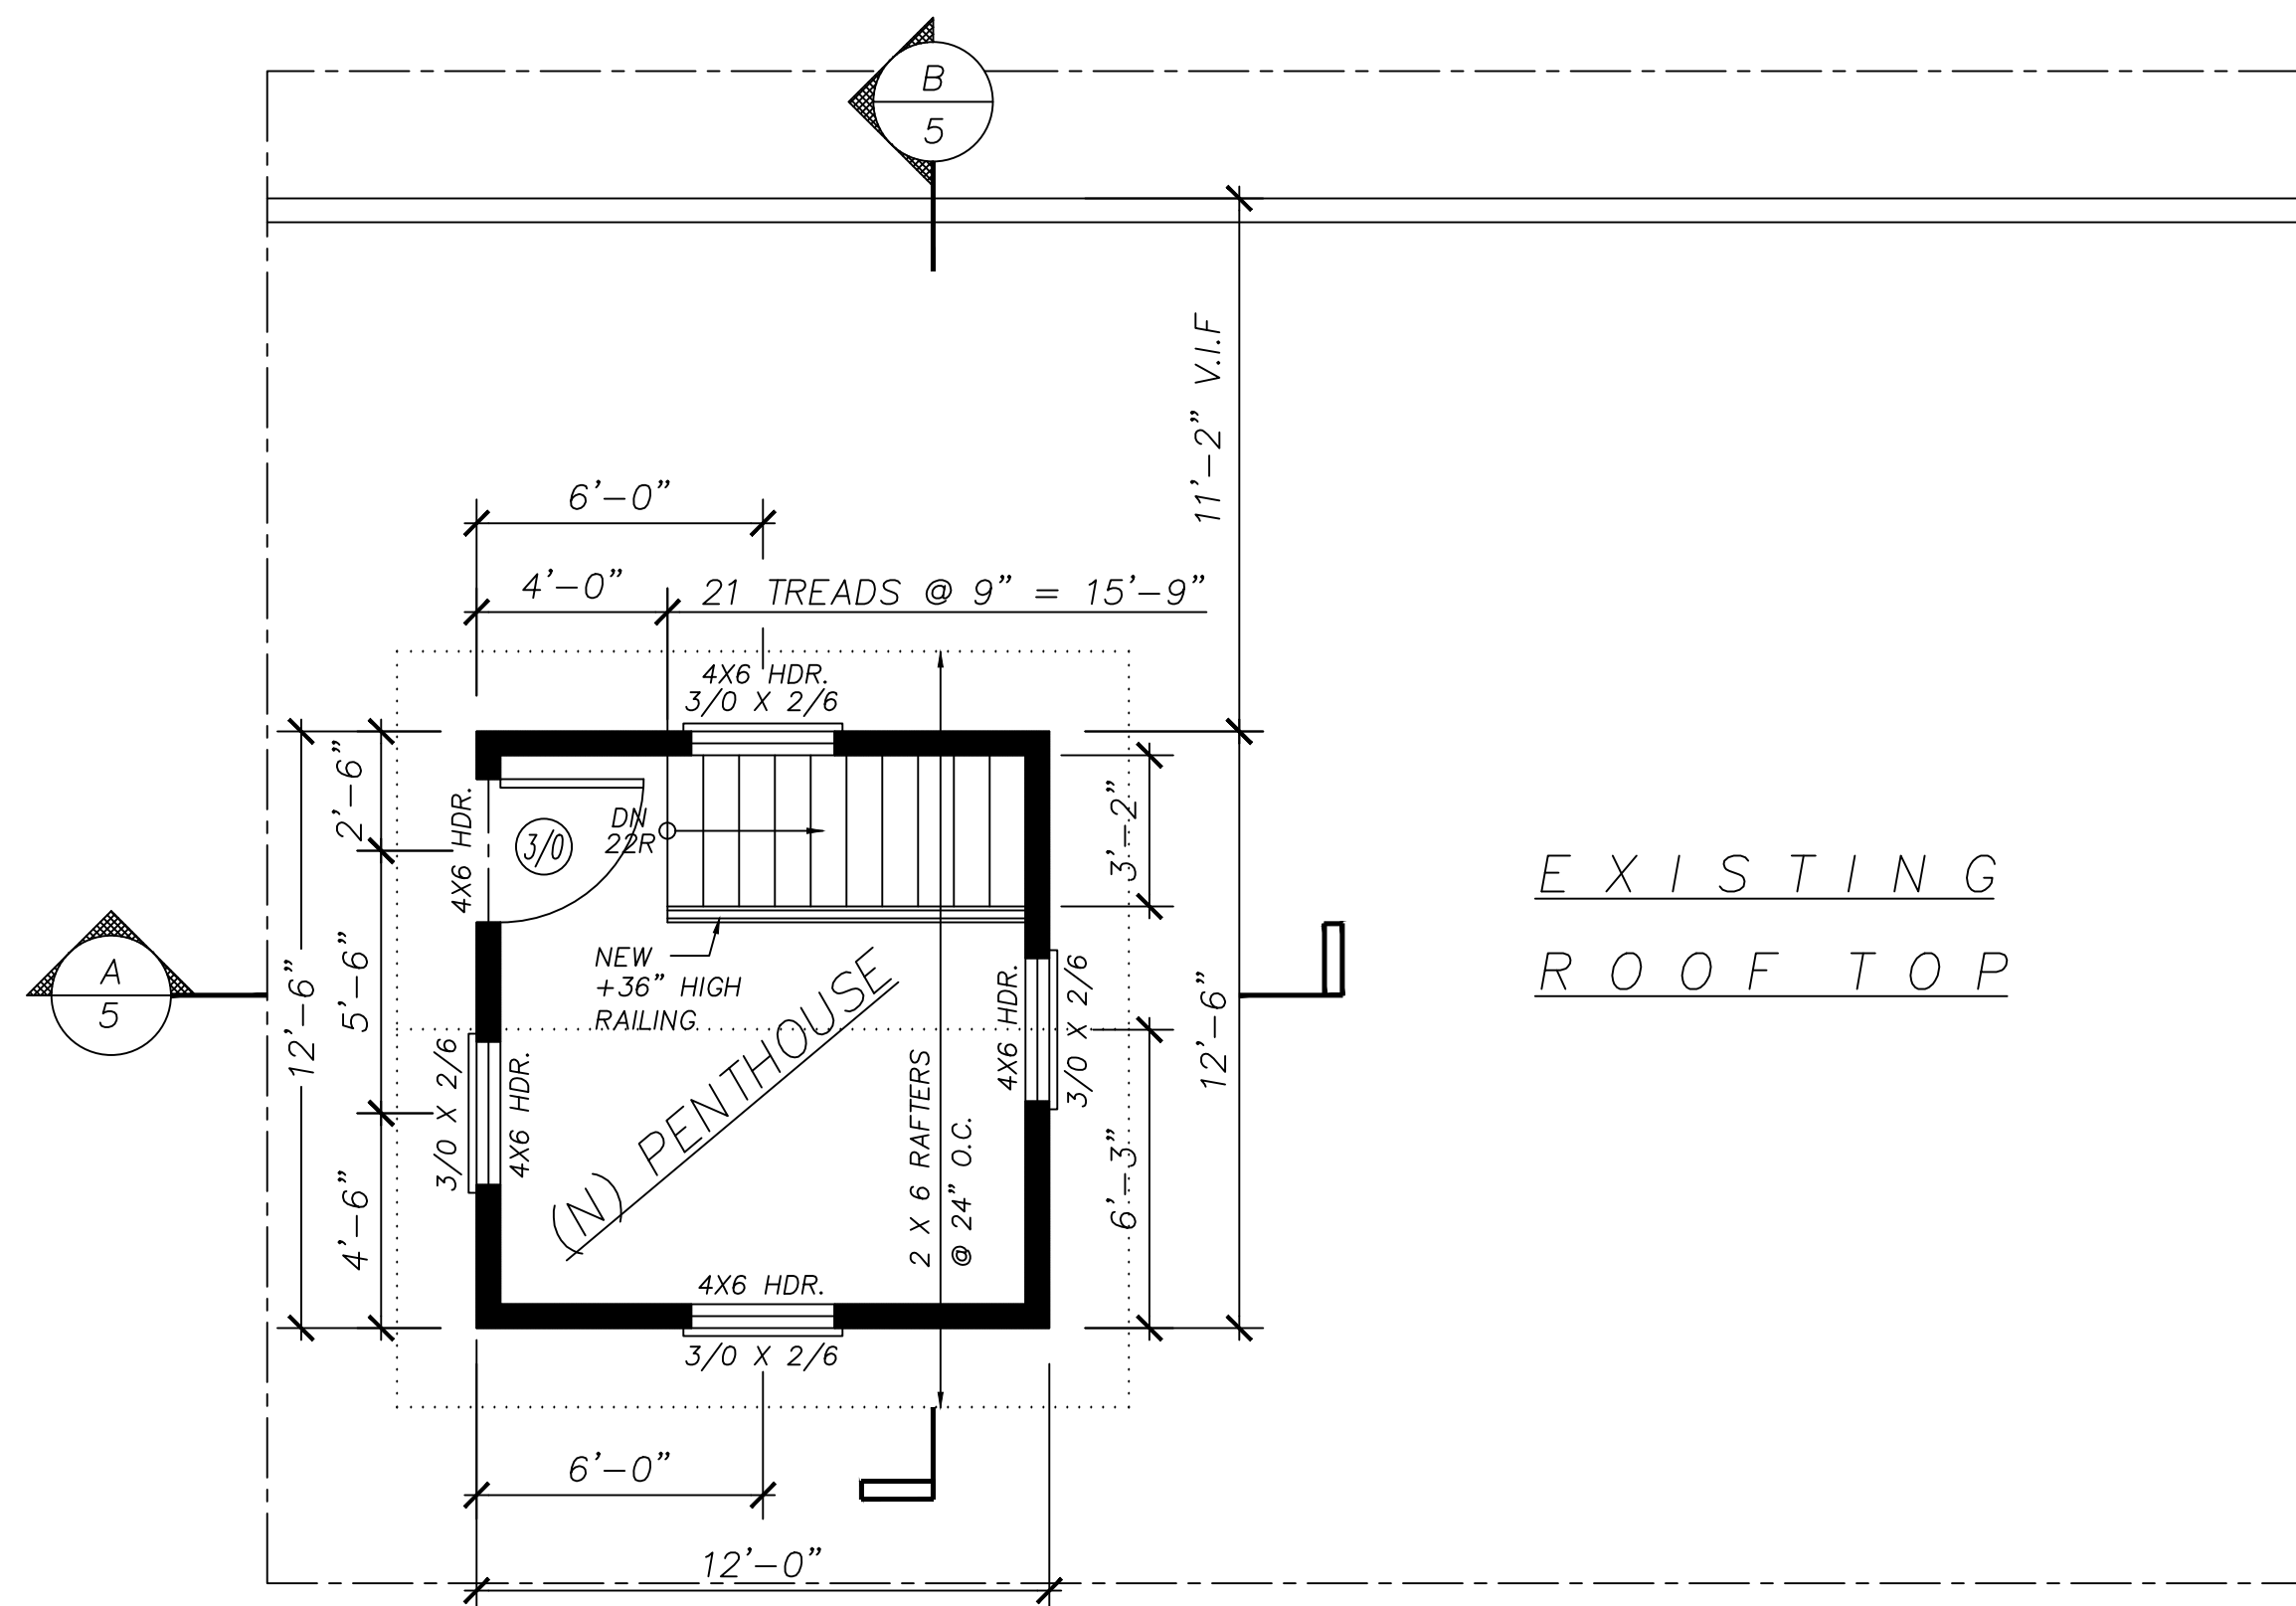 B
5
11'-2" V.I.F
6'-0"
4'-0"
21 TREADS @ 9" = 15'-9"
4X6 HDR.
3/0 X 2/6
2'-6"
4X6 HDR.
3/0
DN
22R
3'-2"
EXISTING
ROOF TOP
A
5
12'-6"
5'-6"
NEW
+36" HIGH
RAILING
(N) PENTHOUSE
4X6 HDR.
3/0 X 2/6
12'-6"
3/0 X 2/6
4X6 HDR.
2 X 6 RAFTERS
@ 24" O.C.
4'-6"
6'-3"
4X6 HDR.
3/0 X 2/6
6'-0"
12'-0"